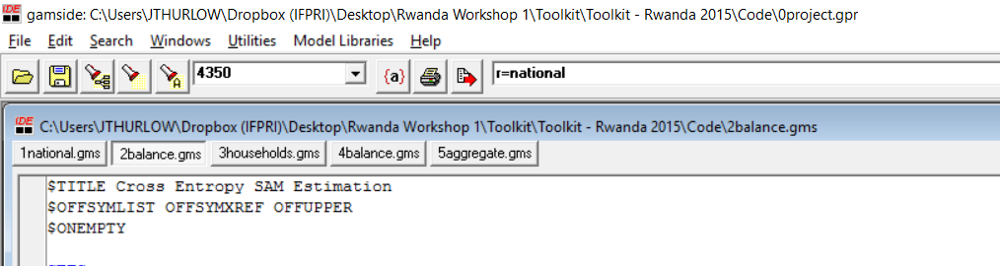 IDE gamside: C:\Users\JTHURLOW\Dropbox (IFPRI)\Desktop\Rwanda Workshop 1\Toolkit\Toolkit - Rwanda 2015\Code\0project.gpr
File Edit Search Windows Utilities Model Libraries Help
A 4350 {a} r=national
IDE C:\Users\JTHURLOW\Dropbox (IFPRI)\Desktop\Rwanda Workshop 1\Toolkit\Toolkit - Rwanda 2015\Code\2balance.gms
1national.gms 2balance.gms 3households.gms 4balance.gms 5aggregate.gms
$TITLE Cross Entropy SAM Estimation
$OFFSYMLIST OFFSYMXREF OFFUPPER
$ONEMPTY